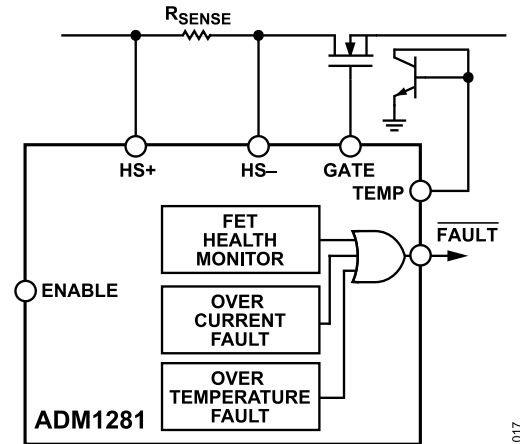 RSENSE
HS+
HS–
GATE
TEMP
FAULT
FET
HEALTH
MONITOR
ENABLE
OVER
CURRENT
FAULT
OVER
TEMPERATURE
FAULT
ADM1281
017